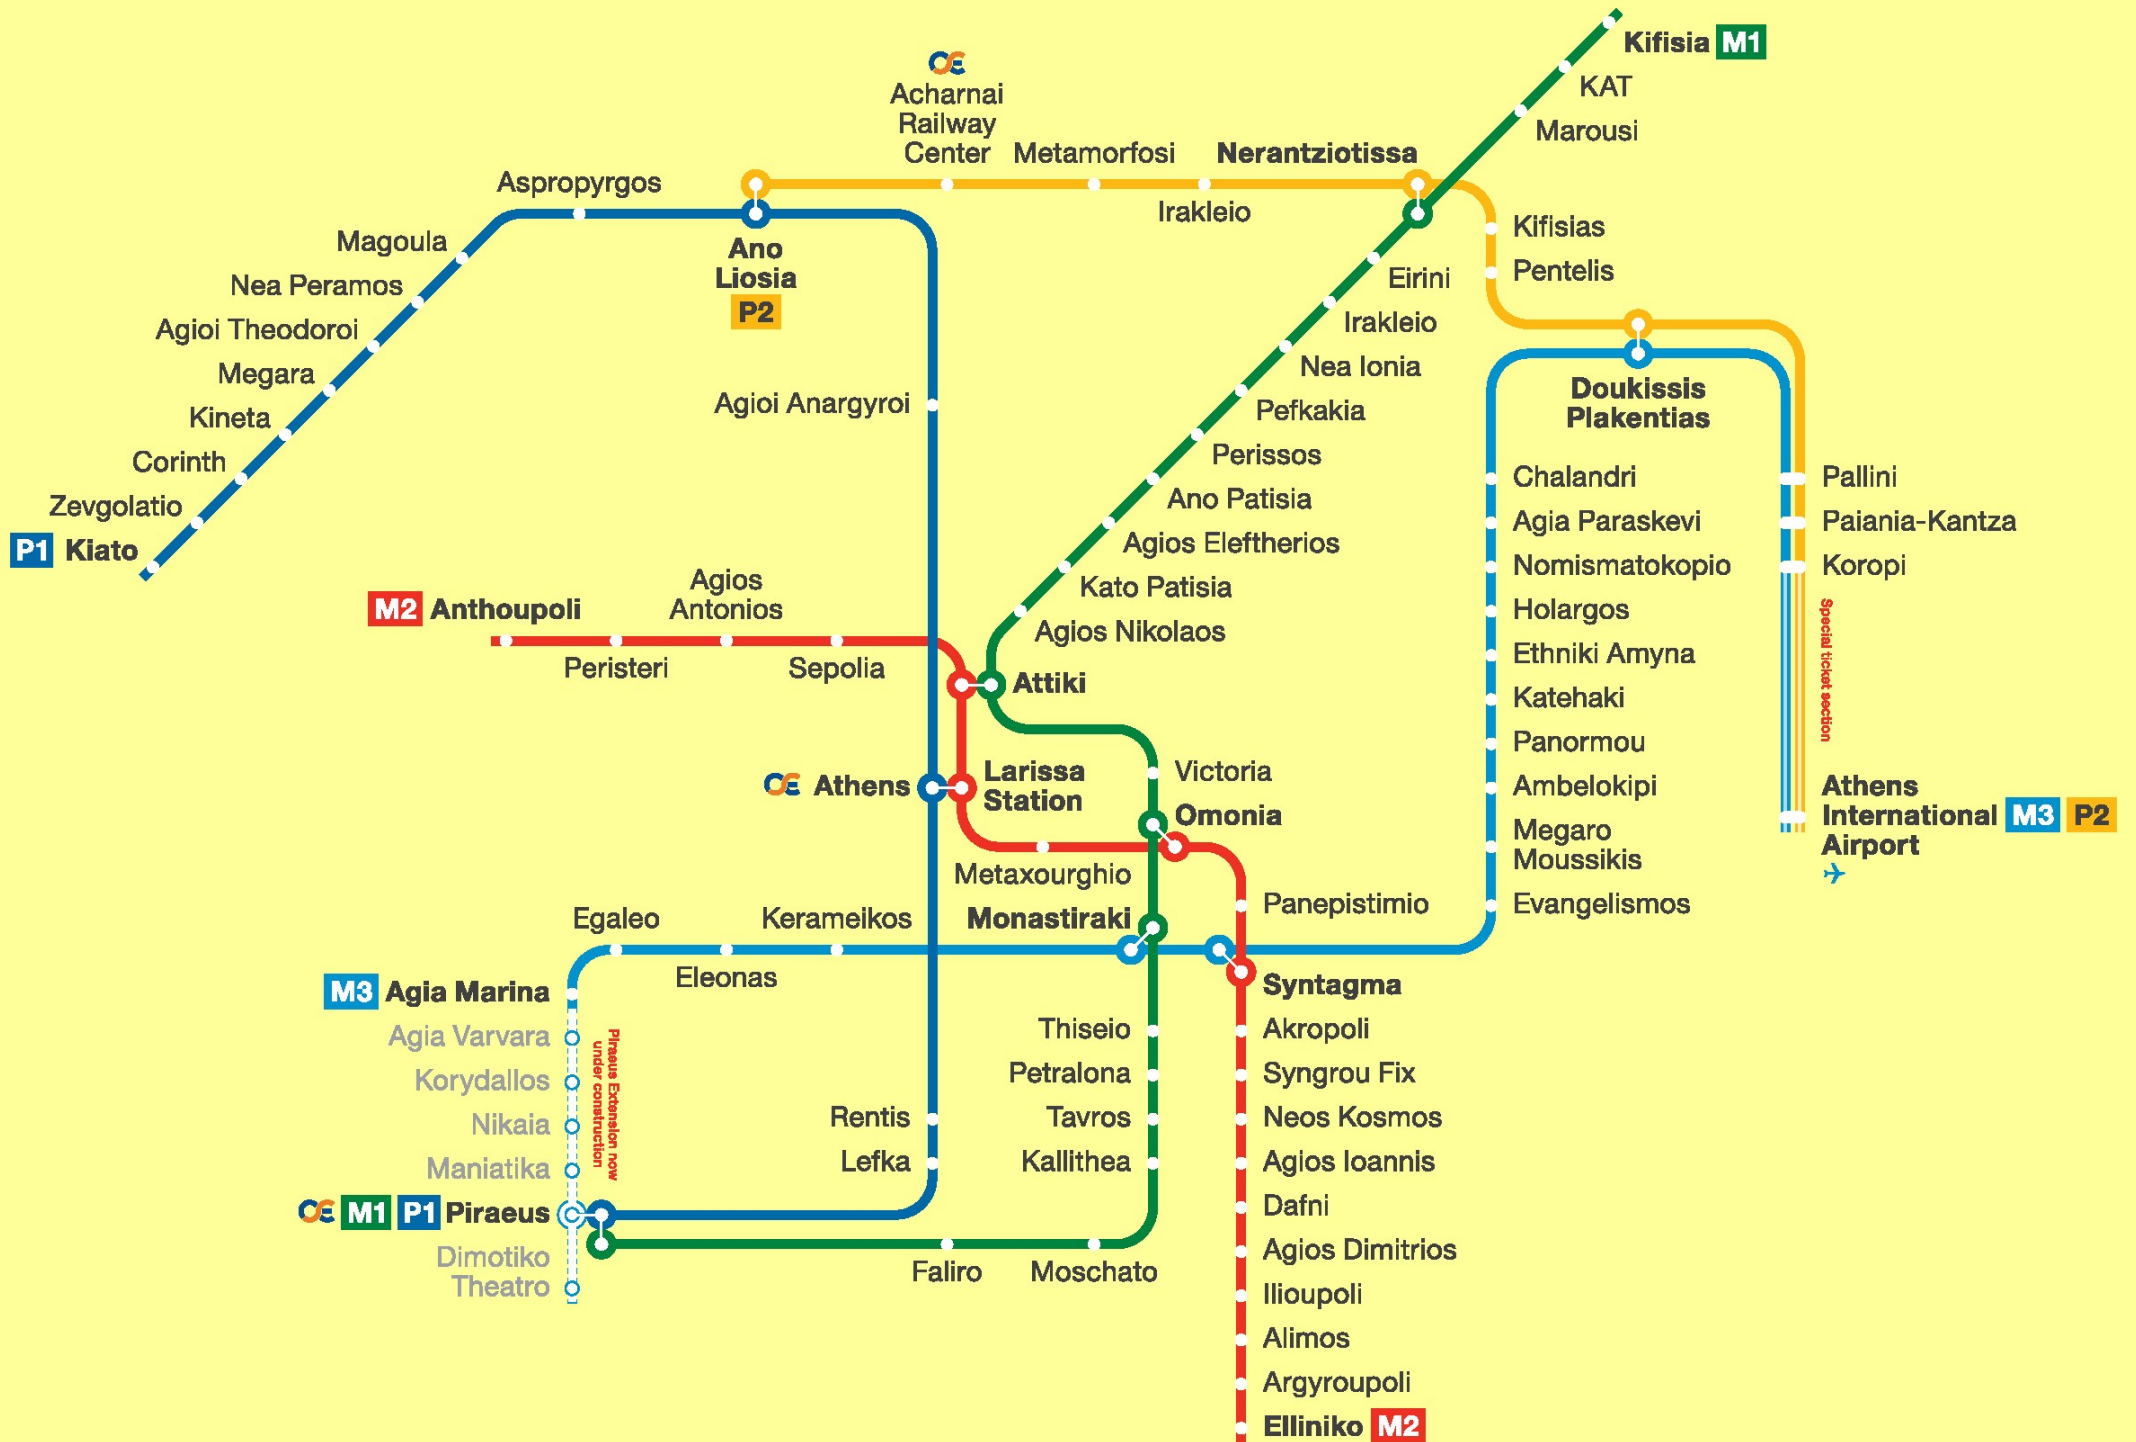 Kifisia M1
KAT
Marousi
Acharnai
Railway
Center
Metamorfosi
Nerantziotissa
Irakleio
Aspropyrgos
Magoula
Nea Peramos
Agioi Theodoroi
Megara
Kineta
Corinth
Zevgolatio
P1 Kiato
Ano
Liosia
P2
Agioi Anargyroi
Kifisias
Pentelis
Eirini
Irakleio
Nea Ionia
Pefkakia
Perissos
Ano Patisia
Agios Eleftherios
Kato Patisia
Agios Nikolaos
Doukissis
Plakentias
Chalandri
Agia Paraskevi
Nomismatokopio
Holargos
Ethniki Amyna
Katehaki
Panormou
Ambelokipi
Megaro
Moussikis
Evangelismos
Pallini
Paiania-Kantza
Koropi
Special ticket section
Athens
International M3 P2
Airport
M2 Anthoupoli
Peristeri
Agios
Antonios
Sepolia
Attiki
OE Athens
Larissa
Station
Victoria
Omonia
Metaxourghio
Panepistimio
Monastiraki
Egaleo
Eleonas
Kerameikos
Syntagma
M3 Agia Marina
Agia Varvara
Korydallos
Nikaia
Maniatika
Piraeus Extension now
under construction
OE M1 P1 Piraeus
Dimotiko
Theatro
Rentis
Lefka
Thiseio
Petralona
Tavros
Kallithea
Faliro
Moschato
Akropoli
Syngrou Fix
Neos Kosmos
Agios Ioannis
Dafni
Agios Dimitrios
Ilioupoli
Alimos
Argyroupoli
Elliniko M2